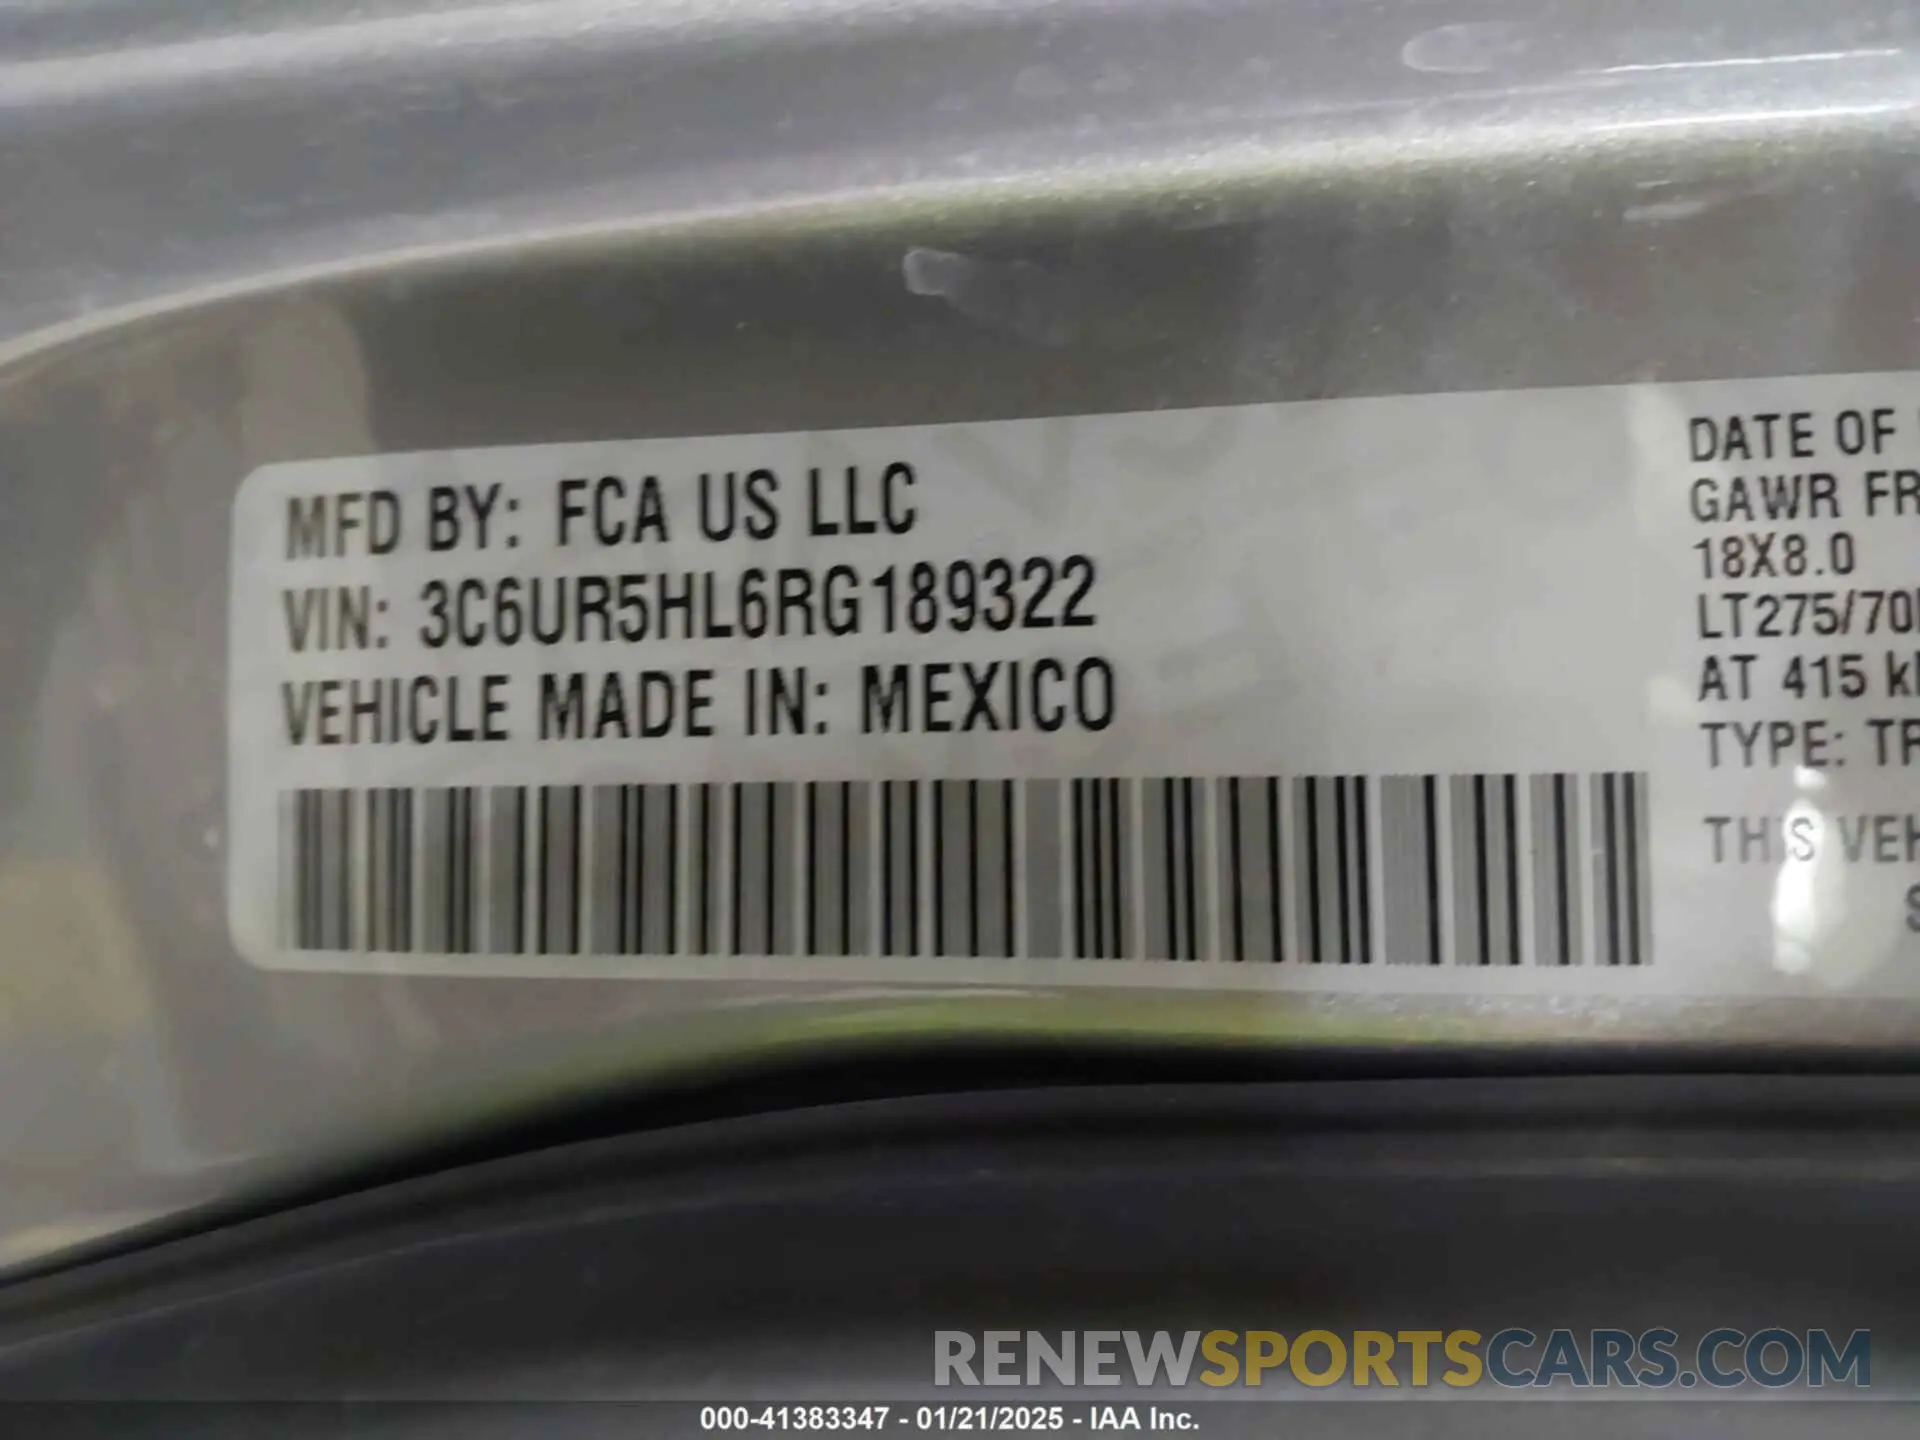 MFD BY: FCA US LLC
VIN: 3C6UR5HL6RG189322
VEHICLE MADE IN: MEXICO
DATE OF
GAWR FR
18X8.0
LT275/70
AT 415 k
TYPE: TR
THIS VEH
S
RENEWSPORTSCARS.COM
000-41383347 - 01/21/2025 - IAA Inc.